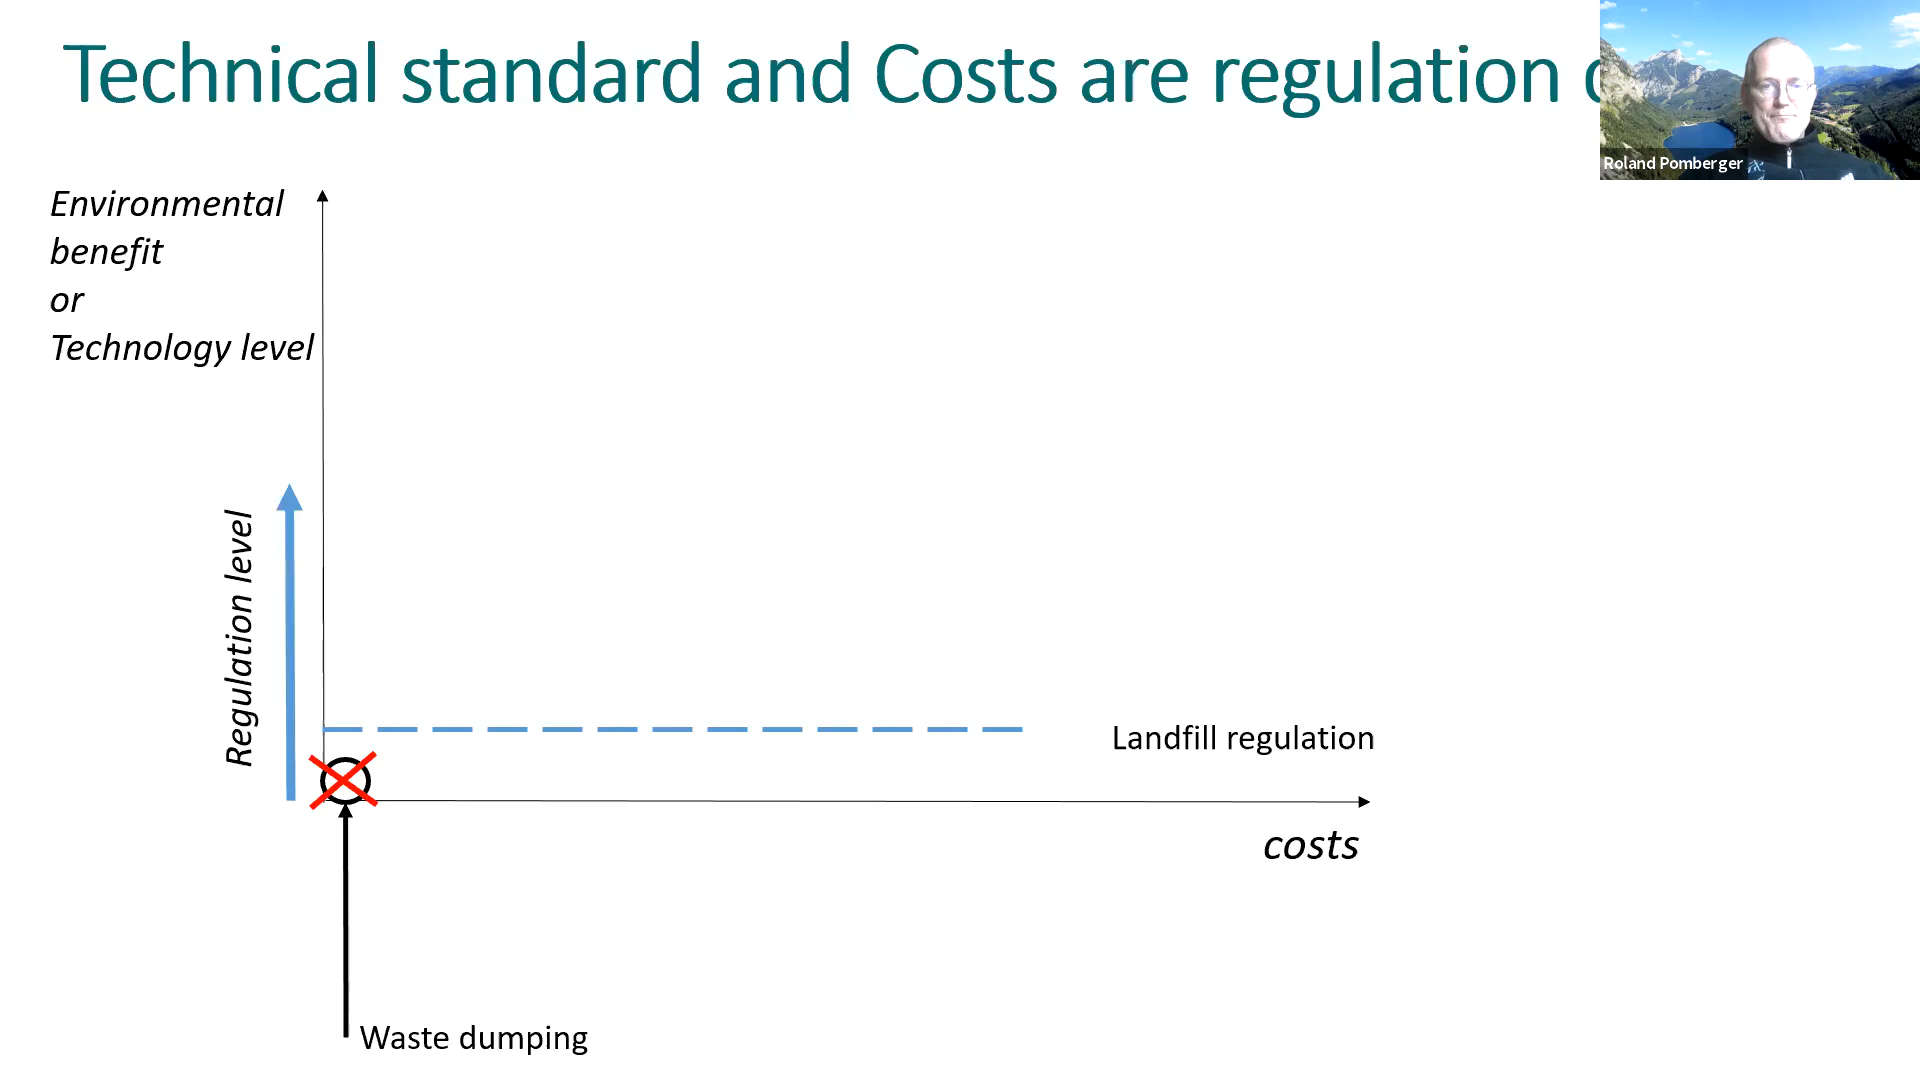 Technical standard and Costs are regulation
Roland Pomberger
Environmental
benefit
or
Technology level
Regulation level
Landfill regulation
costs
Waste dumping